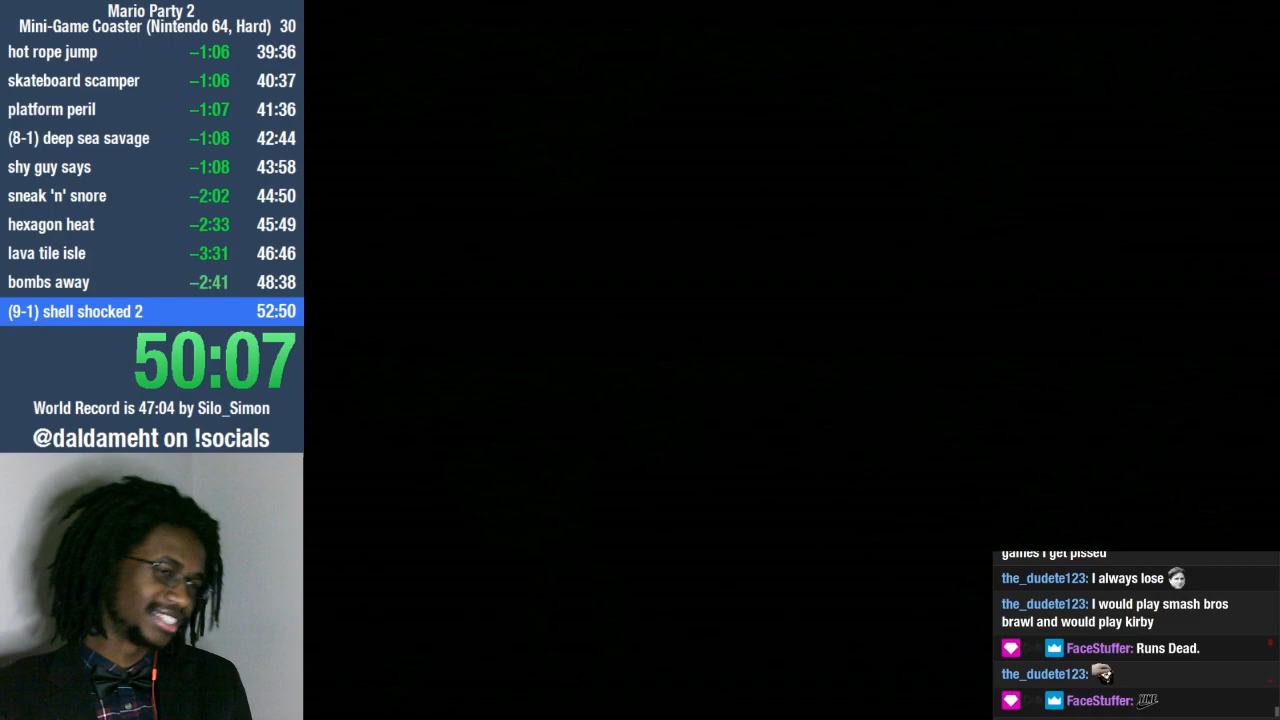 Mario Party 2
Mini-Game Coaster (Nintendo 64, Hard) 30
hot rope jump –1:06 39:36
skateboard scamper –1:06 40:37
platform peril –1:07 41:36
(8-1) deep sea savage –1:08 42:44
shy guy says –1:08 43:58
sneak 'n' snore –2:02 44:50
hexagon heat –2:33 45:49
lava tile isle –3:31 46:46
bombs away –2:41 48:38
(9-1) shell shocked 2 52:50
50:07
World Record is 47:04 by Silo_Simon
@daldameht on !socials
games I get pissed
the_dudete123: I always lose
the_dudete123: I would play smash bros
brawl and would play kirby
FaceStuffer: Runs Dead.
the_dudete123:
FaceStuffer: